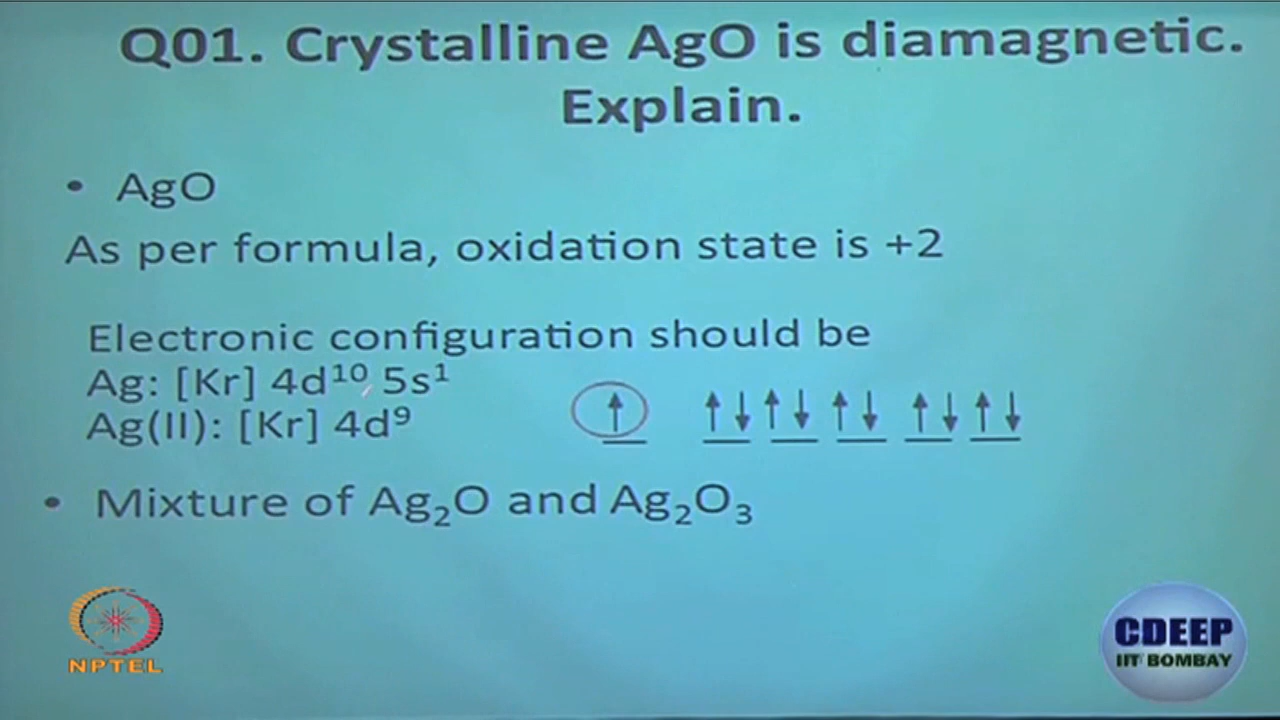 Q01. Crystalline AgO is diamagnetic.
Explain.
• AgO
As per formula, oxidation state is +2
Electronic configuration should be
Ag: [Kr] 4d¹⁰ 5s¹
Ag(II): [Kr] 4d⁹
• Mixture of Ag₂O and Ag₂O₃
NPTEL
CDEEP
IIT BOMBAY